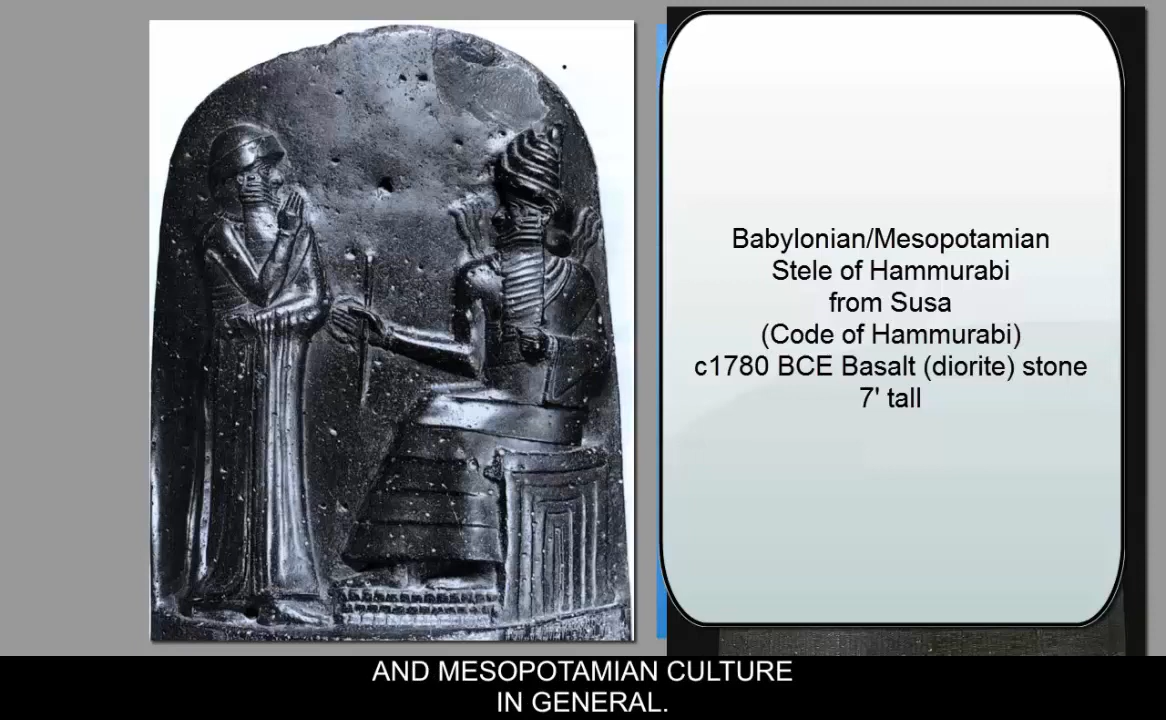 Babylonian/Mesopotamian
Stele of Hammurabi
from Susa
(Code of Hammurabi)
c1780 BCE Basalt (diorite) stone
7' tall
AND MESOPOTAMIAN CULTURE
IN GENERAL.